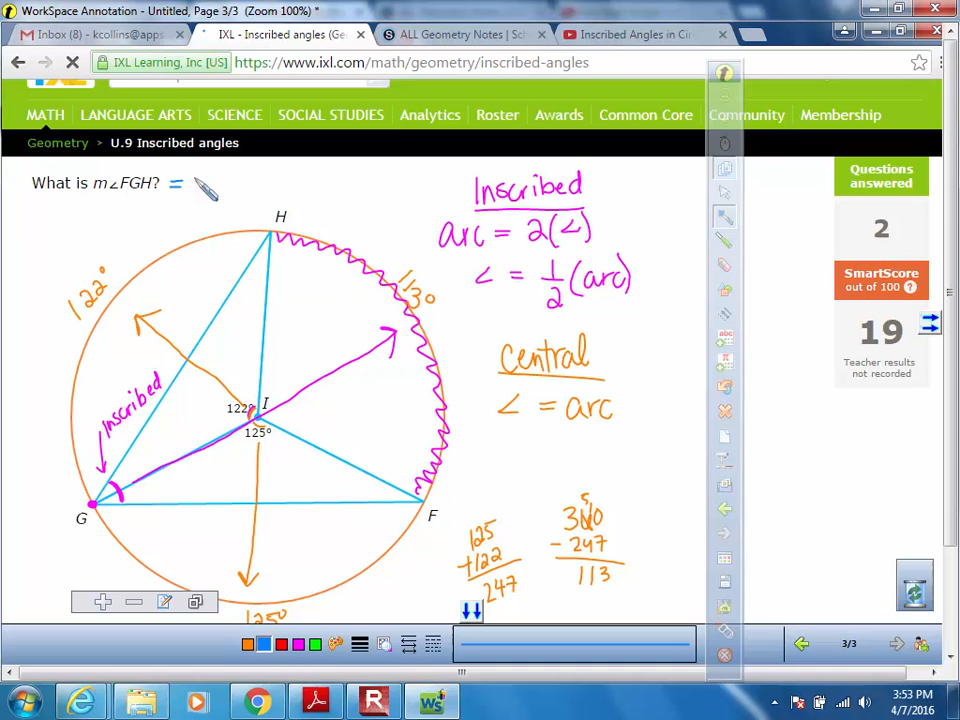 WorkSpace Annotation - Untitled, Page 3/3 (Zoom 100%) *
Inbox (8) - kcollins@apps
IXL - Inscribed angles (Ge
ALL Geometry Notes | Sch
Inscribed Angles in Circ
IXL Learning, Inc [US]
https://www.ixl.com/math/geometry/inscribed-angles
MATH LANGUAGE ARTS SCIENCE SOCIAL STUDIES Analytics Roster Awards Common Core Community Membership
Geometry > U.9 Inscribed angles
What is m∠FGH? =
Questions answered
2
SmartScore
out of 100 ?
19
Teacher results
not recorded
Inscribed
arc = 2(∠)
∠ = 1/2 (arc)
Central
∠ = arc
H
122°
113°
Inscribed
I
122°
125°
G
F
125°
125
+122
247
5
360
- 247
113
3/3
3:53 PM
4/7/2016